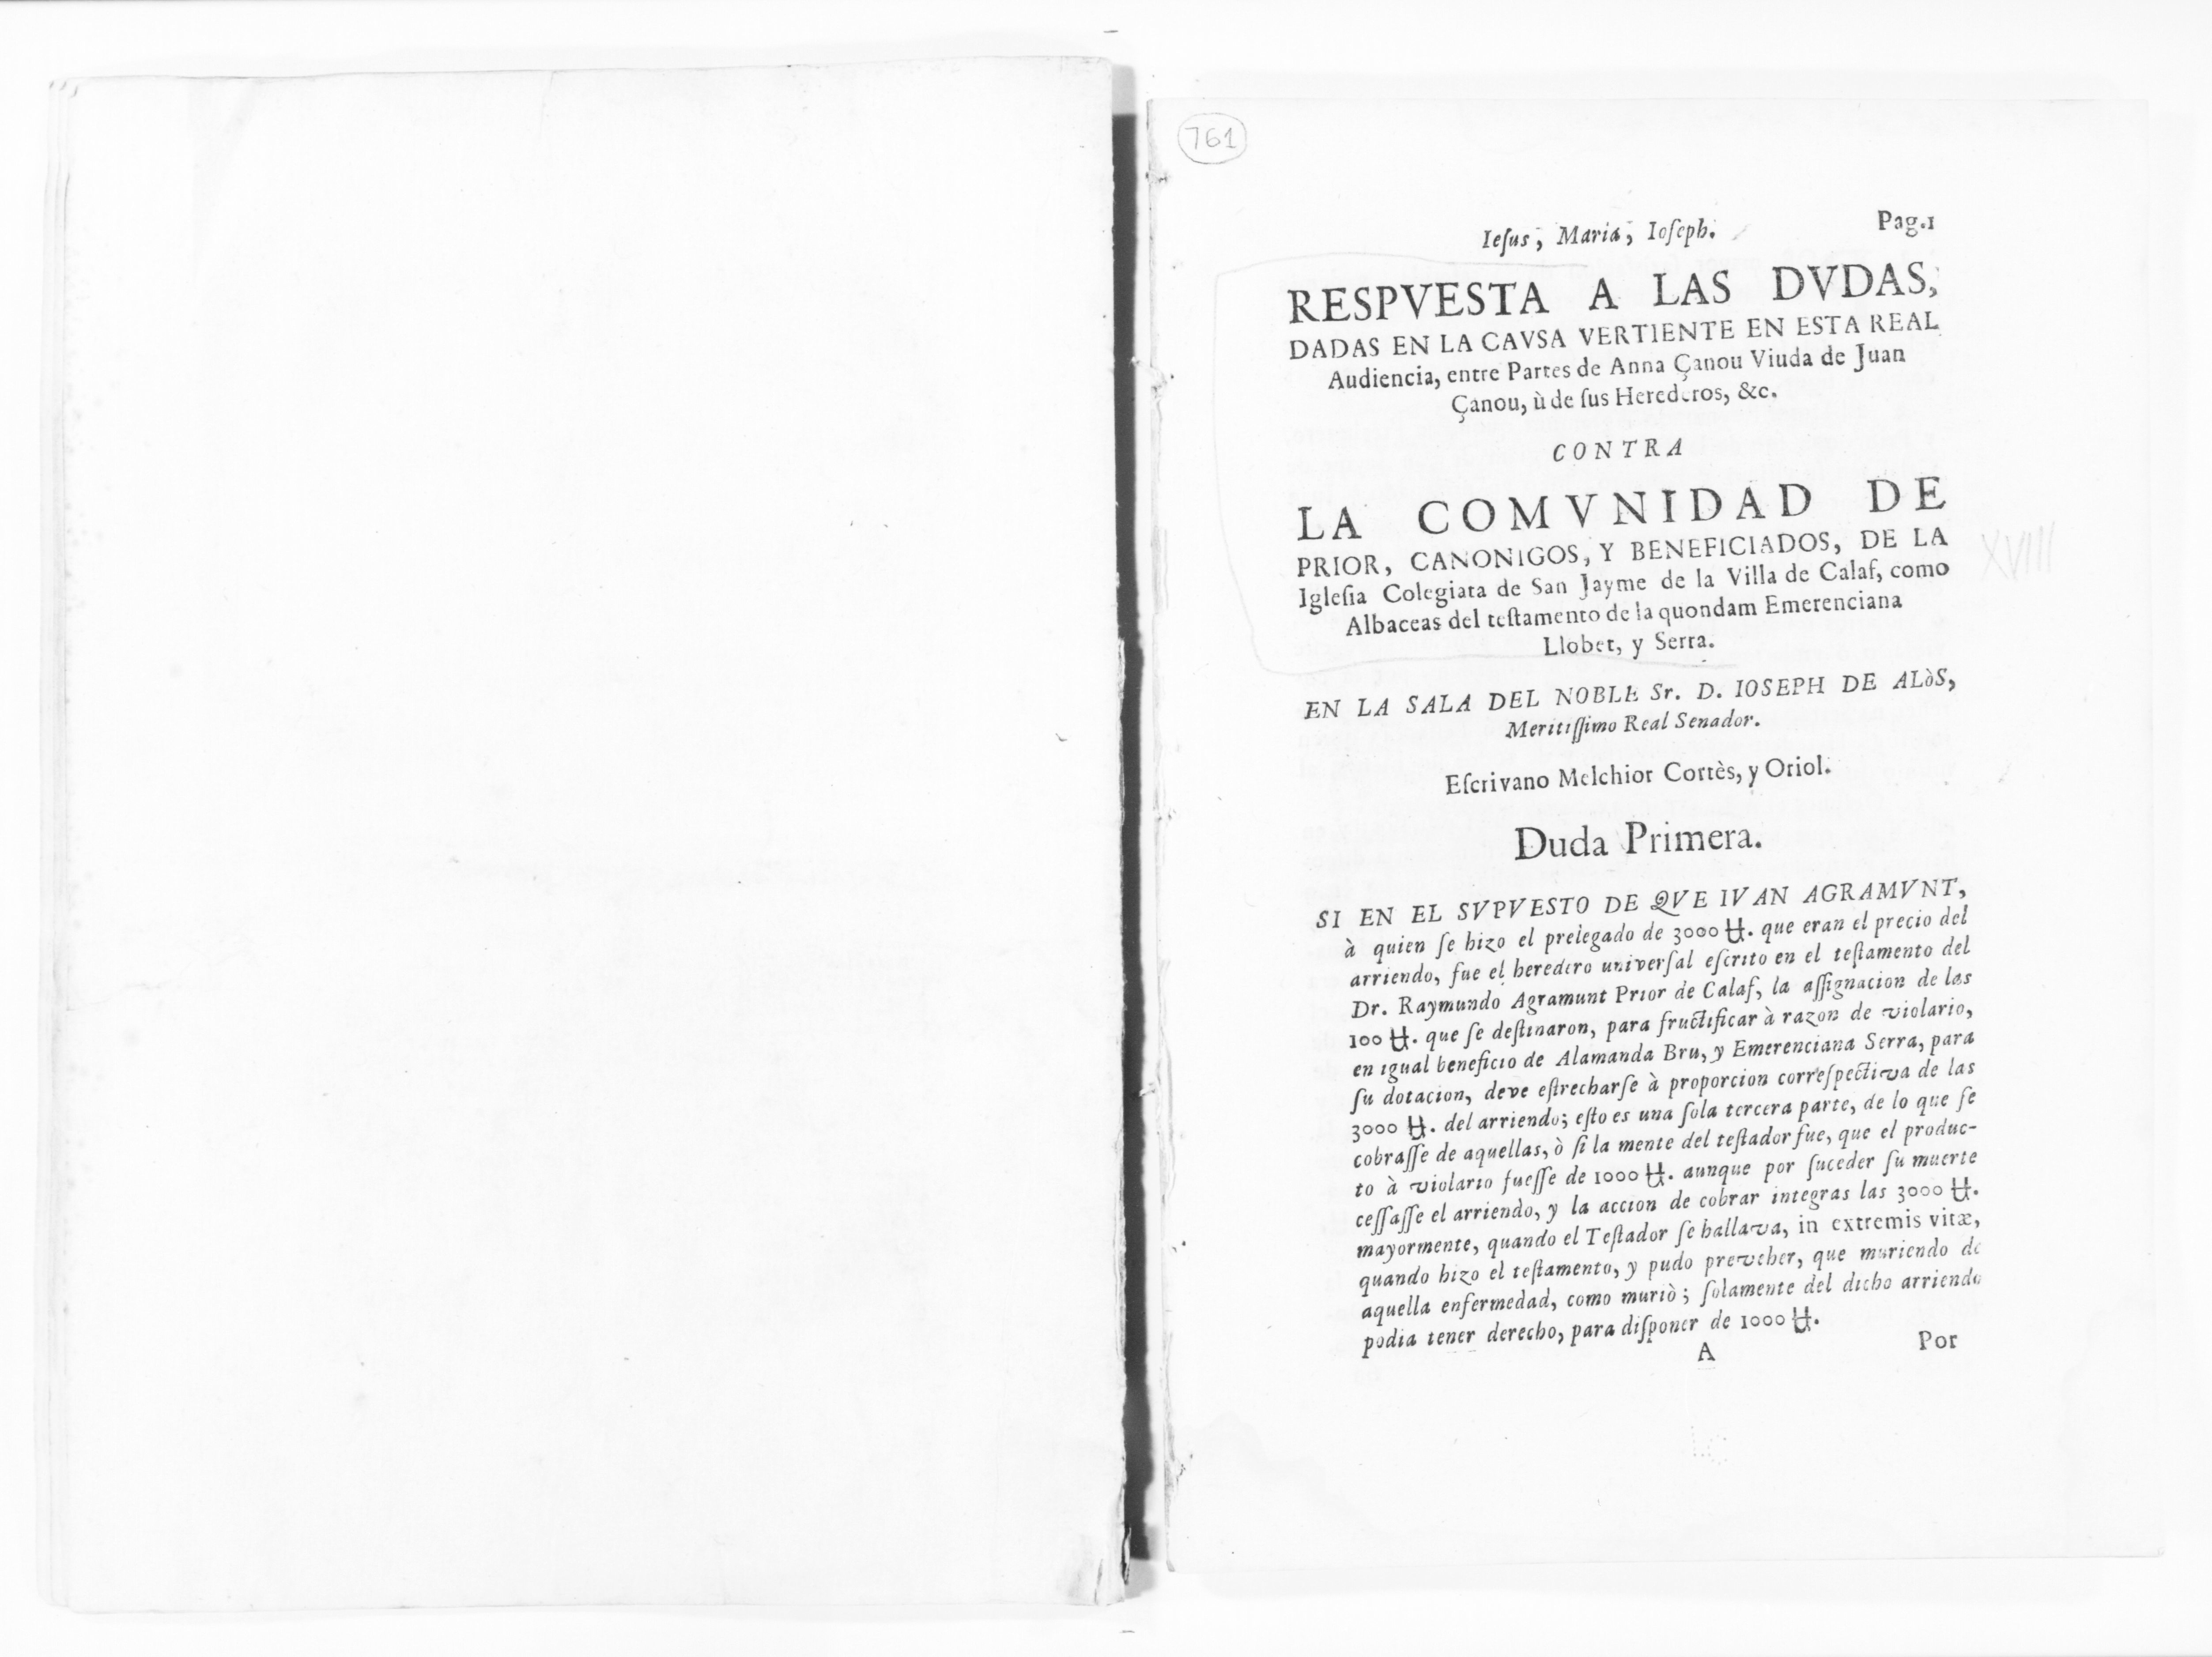 761
Iesus, Maria, Ioseph. Pag.1
RESPVESTA A LAS DVDAS,
DADAS EN LA CAVSA VERTIENTE EN ESTA REAL
Audiencia, entre Partes de Anna Çanou Viuda de Juan
Çanou, ù de ſus Herederos, &c.
CONTRA
LA COMVNIDAD DE
PRIOR, CANONIGOS, Y BENEFICIADOS, DE LA
Igleſia Colegiata de San Jayme de la Villa de Calaf, como
Albaceas del teſtamento de la quondam Emerenciana
Llobet, y Serra.
XVIII
EN LA SALA DEL NOBLE Sr. D. IOSEPH DE ALòS,
Meritiſſimo Real Senador.
Eſcrivano Melchior Cortès, y Oriol.
Duda Primera.
SI EN EL SVPVESTO DE QVE IVAN AGRAMVNT,
à quien ſe hizo el prelegado de 3000 ₶. que eran el precio del
arriendo, fue el heredero univerſal eſcrito en el teſtamento del
Dr. Raymundo Agramunt Prior de Calaf, la aſſignacion de las
100 ₶. que ſe deſtinaron, para fructificar à razon de violario,
en igual beneficio de Alamanda Bru, y Emerenciana Serra, para
ſu dotacion, deve eſtrecharſe à proporcion correſpectiva de las
3000 ₶. del arriendo; eſto es una ſola tercera parte, de lo que ſe
cobraſſe de aquellas, ò ſi la mente del teſtador fue, que el produc-
to à violario fueſſe de 1000 ₶. aunque por ſuceder ſu muerte
ceſſaſſe el arriendo, y la accion de cobrar integras las 3000 ₶.
mayormente, quando el Teſtador ſe hallava, in extremis vitæ,
quando hizo el teſtamento, y pudo preveher, que muriendo de
aquella enfermedad, como muriò; ſolamente del dicho arriendo
podia tener derecho, para diſponer de 1000 ₶.
A Por